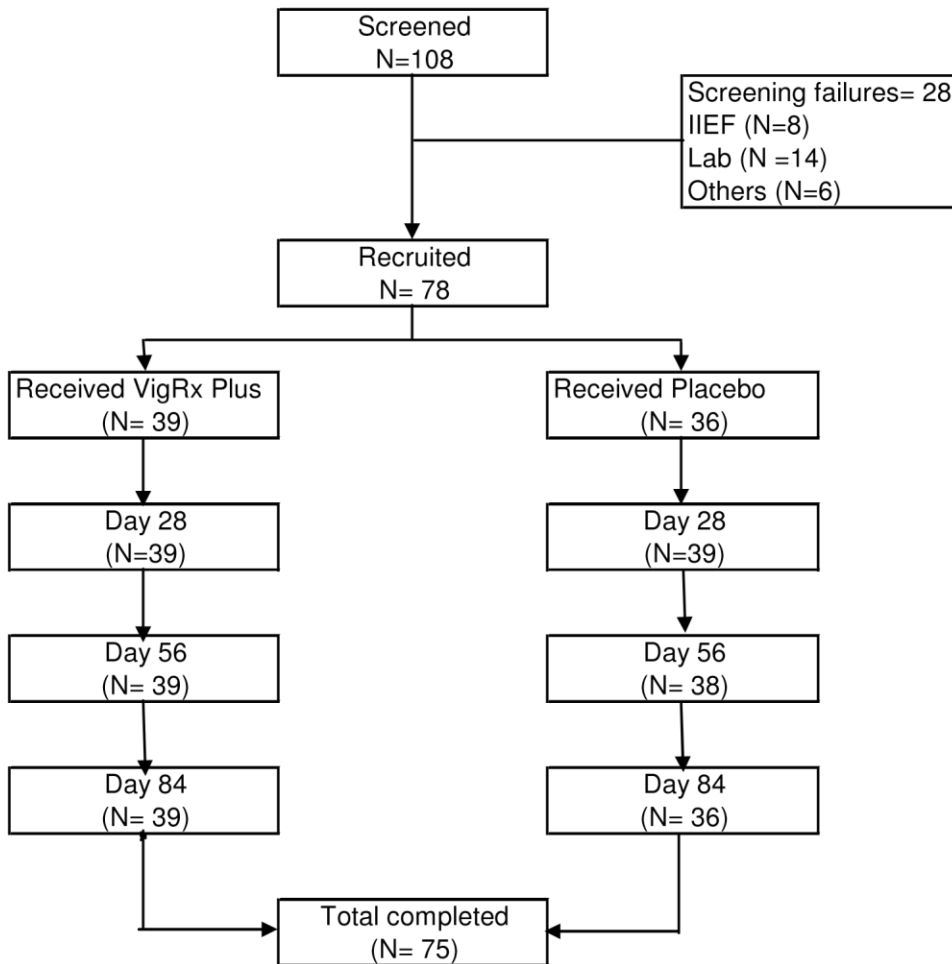 Screened
N=108
Screening failures= 28
IIEF (N=8)
Lab (N =14)
Others (N=6)
Recruited
N= 78
Received VigRx Plus
(N= 39)
Received Placebo
(N= 36)
Day 28
(N=39)
Day 28
(N=39)
Day 56
(N= 39)
Day 56
(N= 38)
Day 84
(N= 39)
Day 84
(N= 36)
Total completed
(N= 75)